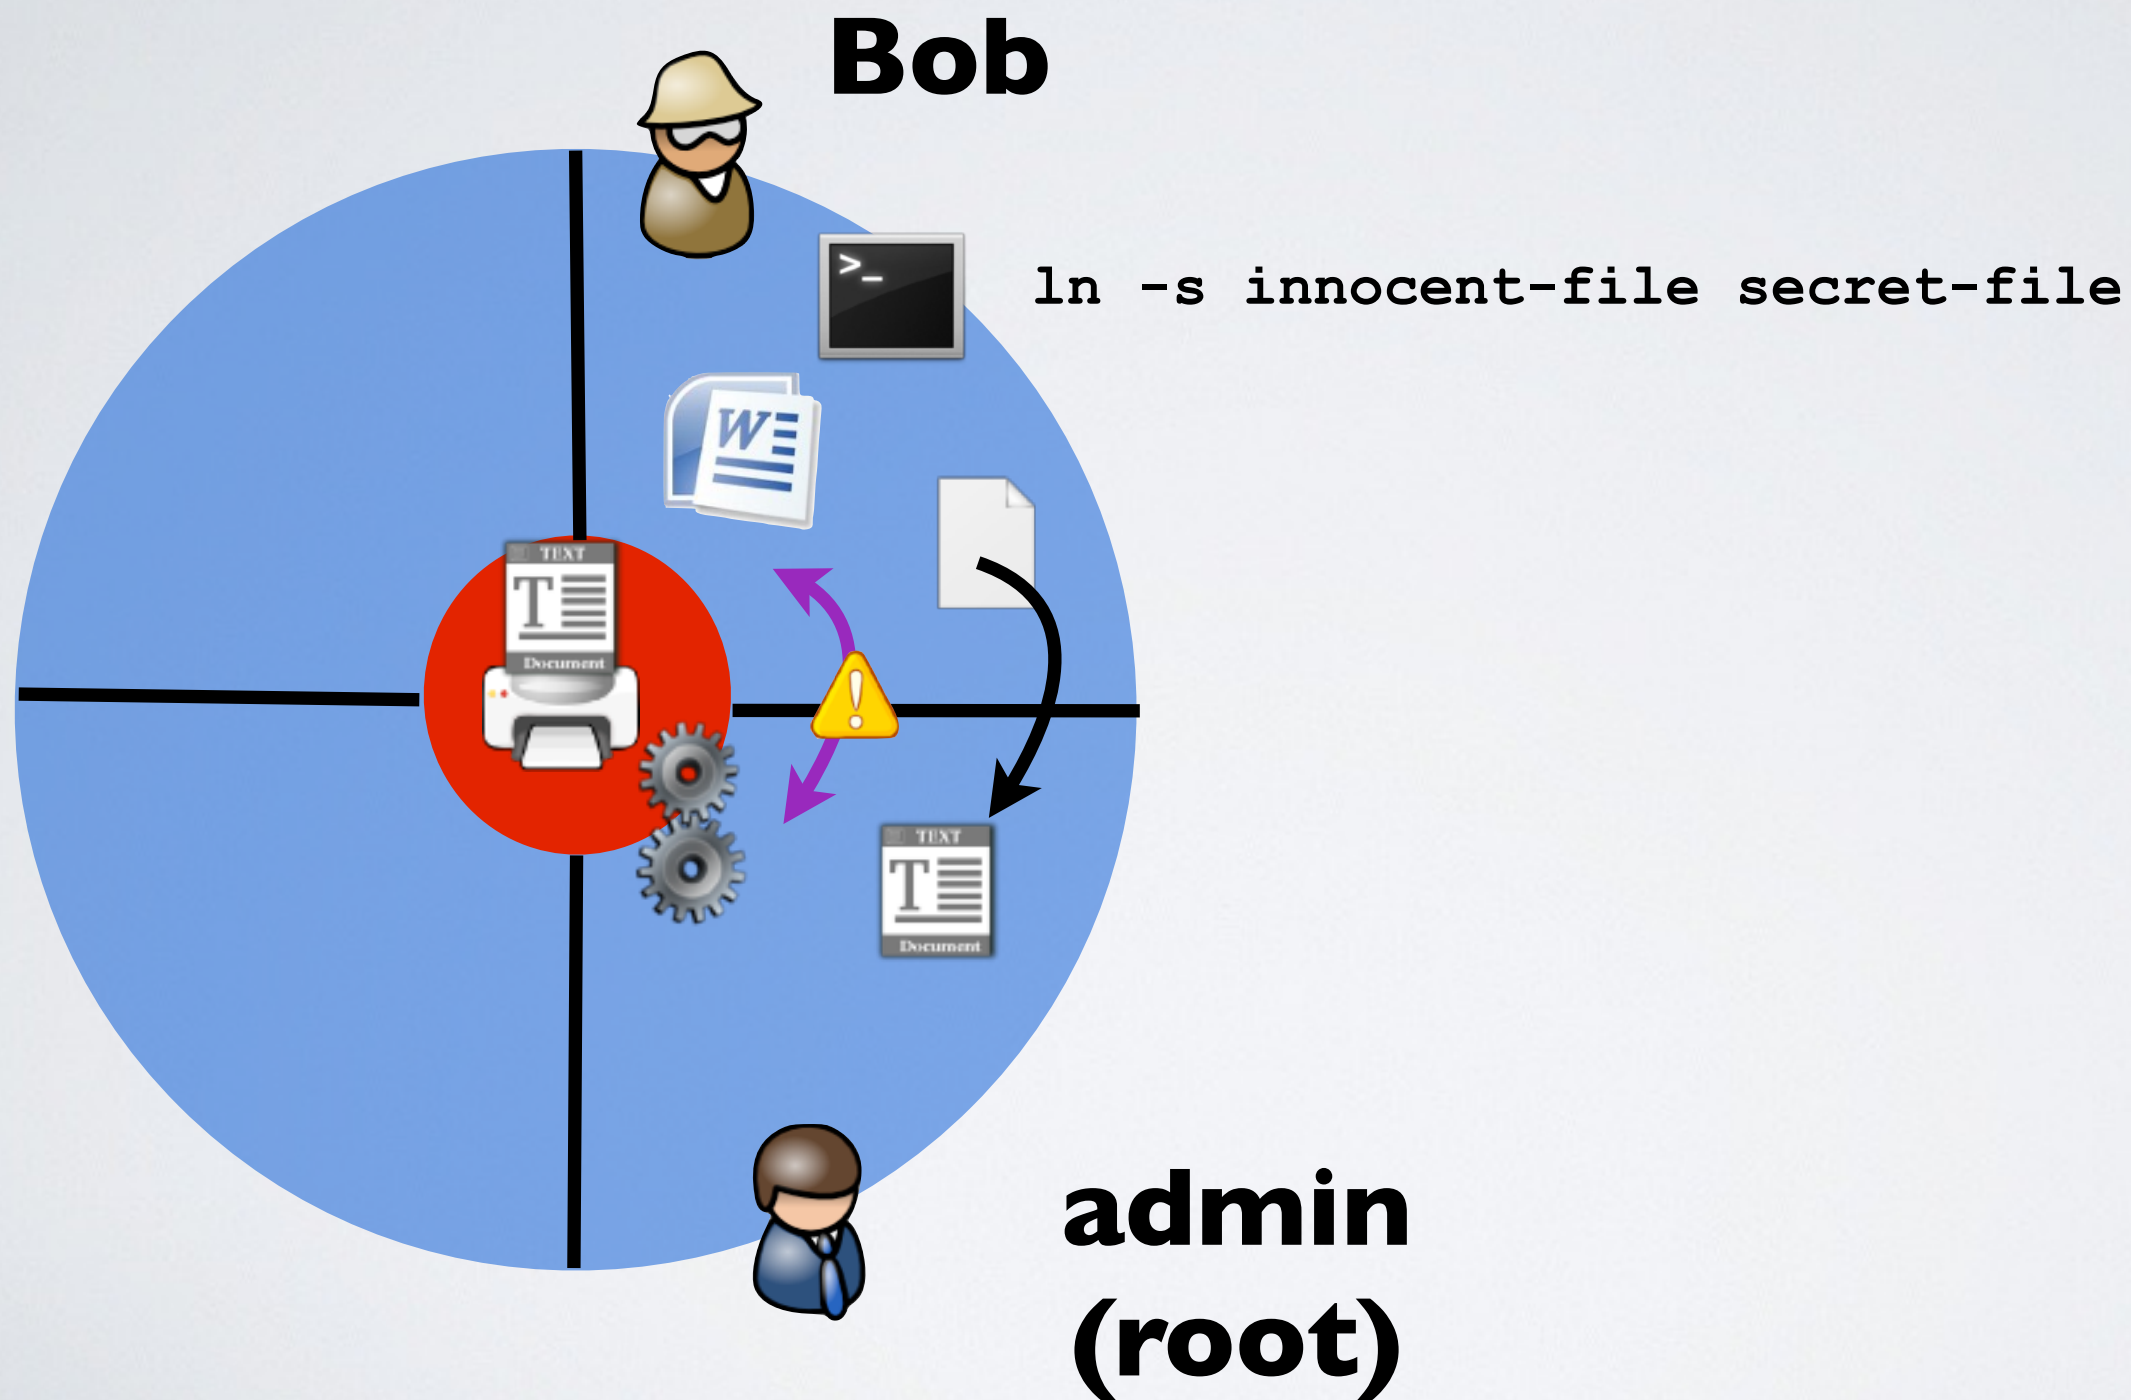 Bob
>_
ln -s innocent-file secret-file
W
TEXT
T
Document
TEXT
T
Document
admin
(root)